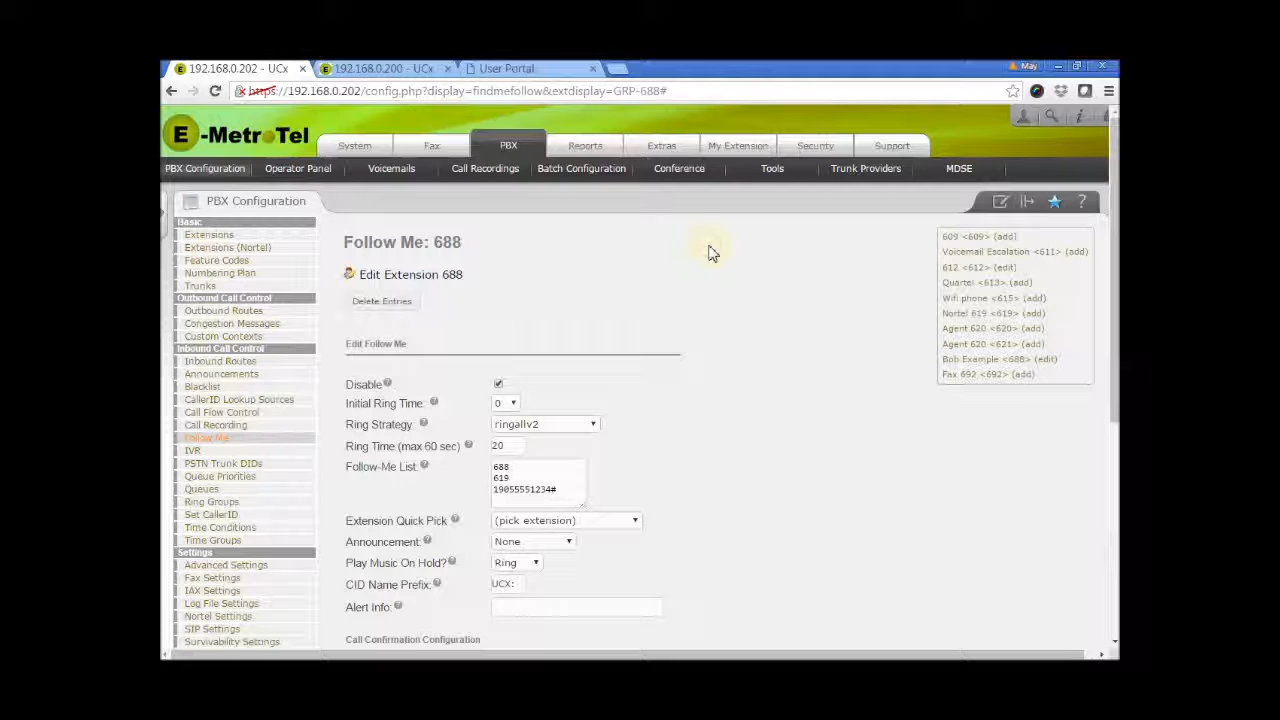 192.168.0.202 - UCx
192.168.0.200 - UCx
User Portal
May
https://192.168.0.202/config.php?display=findmefollow&extdisplay=GRP-688#
E-MetroTel
System
Fax
PBX
Reports
Extras
My Extension
Security
Support
PBX Configuration
Operator Panel
Voicemails
Call Recordings
Batch Configuration
Conference
Tools
Trunk Providers
MDSE
PBX Configuration
Basic
Extensions
Extensions (Nortel)
Feature Codes
Numbering Plan
Trunks
Outbound Call Control
Outbound Routes
Congestion Messages
Custom Contexts
Inbound Call Control
Inbound Routes
Announcements
Blacklist
CallerID Lookup Sources
Call Flow Control
Call Recording
Follow Me
IVR
PSTN Trunk DIDs
Queue Priorities
Queues
Ring Groups
Set CallerID
Time Conditions
Time Groups
Settings
Advanced Settings
Fax Settings
IAX Settings
Log File Settings
Nortel Settings
SIP Settings
Survivability Settings
Follow Me: 688
Edit Extension 688
Delete Entries
Edit Follow Me
Disable
Initial Ring Time: 0
Ring Strategy: ringallv2
Ring Time (max 60 sec) 20
Follow-Me List: 688
619
19055551234#
Extension Quick Pick (pick extension)
Announcement: None
Play Music On Hold? Ring
CID Name Prefix: UCX:
Alert Info:
Call Confirmation Configuration
609 <609> (add)
Voicemail Escalation <611> (add)
612 <612> (edit)
Quartel <613> (add)
Wifi phone <615> (add)
Nortel 619 <619> (add)
Agent 620 <620> (add)
Agent 620 <621> (add)
Bob Example <688> (edit)
Fax 692 <692> (add)